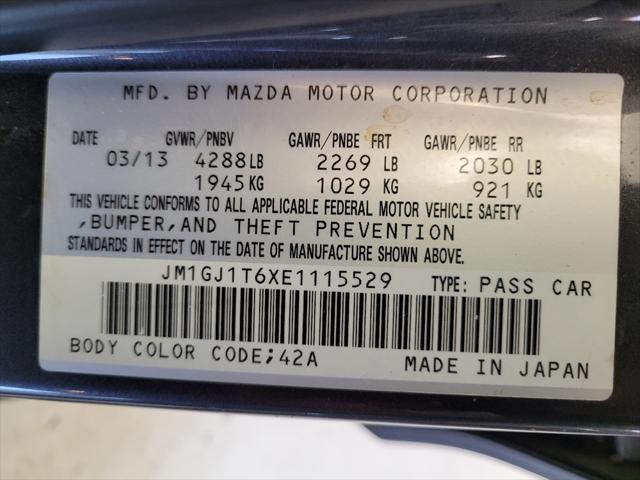 MFD. BY MAZDA MOTOR CORPORATION
DATE GVWR/PNBV GAWR/PNBE FRT GAWR/PNBE RR
03/13 4288LB 2269 LB 2030 LB
1945KG 1029 KG 921 KG
THIS VEHICLE CONFORMS TO ALL APPLICABLE FEDERAL MOTOR VEHICLE SAFETY
,BUMPER,AND THEFT PREVENTION
STANDARDS IN EFFECT ON THE DATE OF MANUFACTURE SHOWN ABOVE.
JM1GJ1T6XE1115529 TYPE: PASS CAR
BODY COLOR CODE;42A MADE IN JAPAN